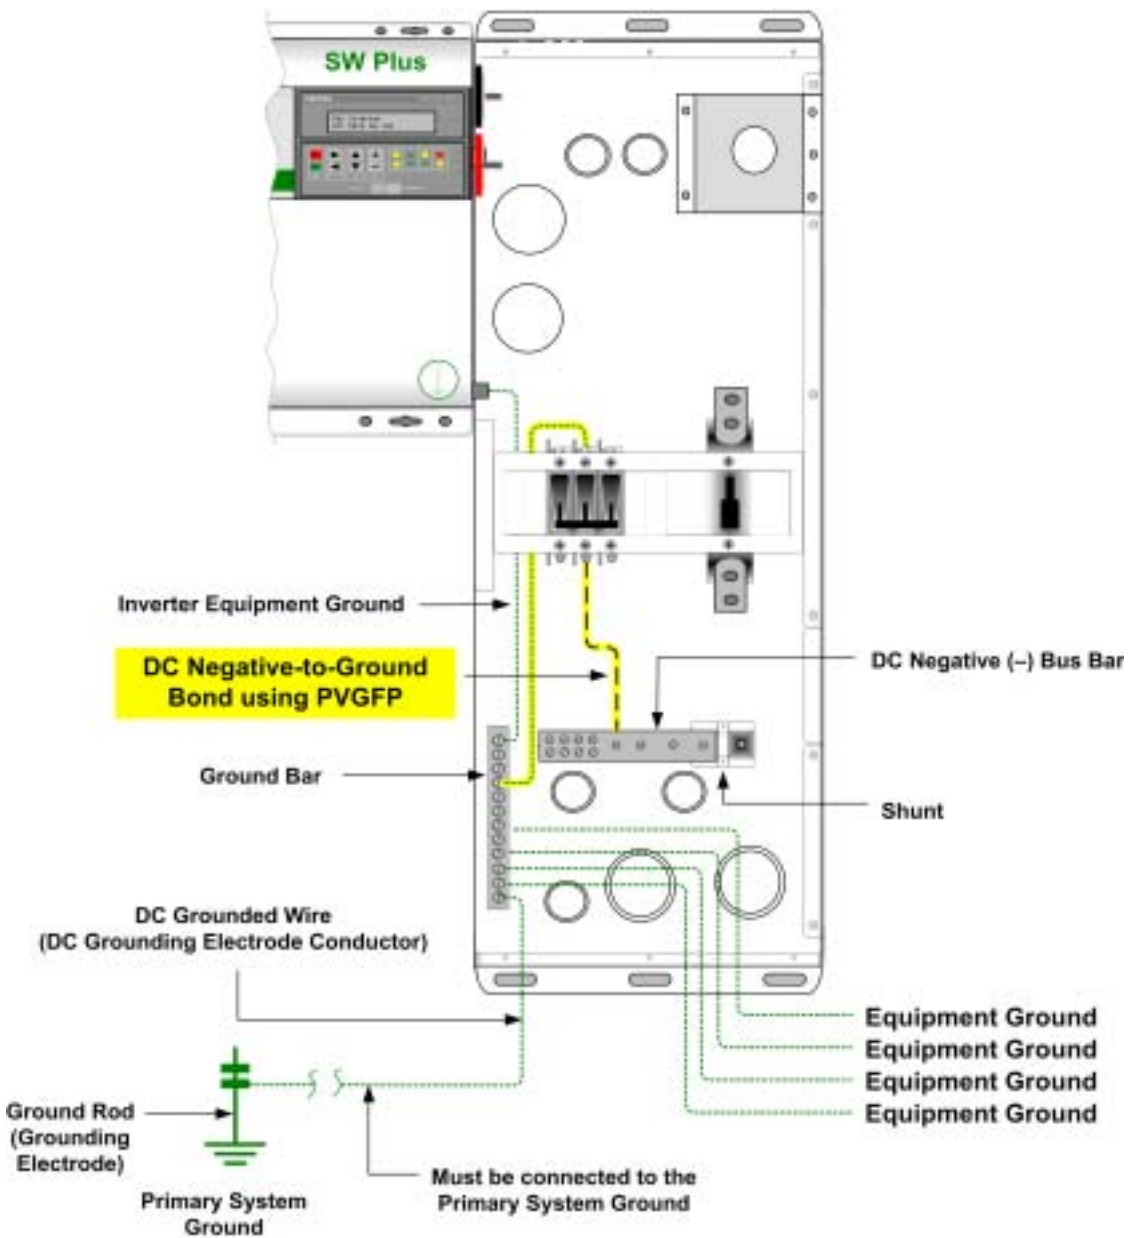 SW Plus
Inverter Equipment Ground
DC Negative-to-Ground
Bond using PVGFP
DC Negative (–) Bus Bar
Ground Bar
Shunt
DC Grounded Wire
(DC Grounding Electrode Conductor)
Equipment Ground
Equipment Ground
Equipment Ground
Equipment Ground
Ground Rod
(Grounding
Electrode)
Must be connected to the
Primary System Ground
Primary System
Ground